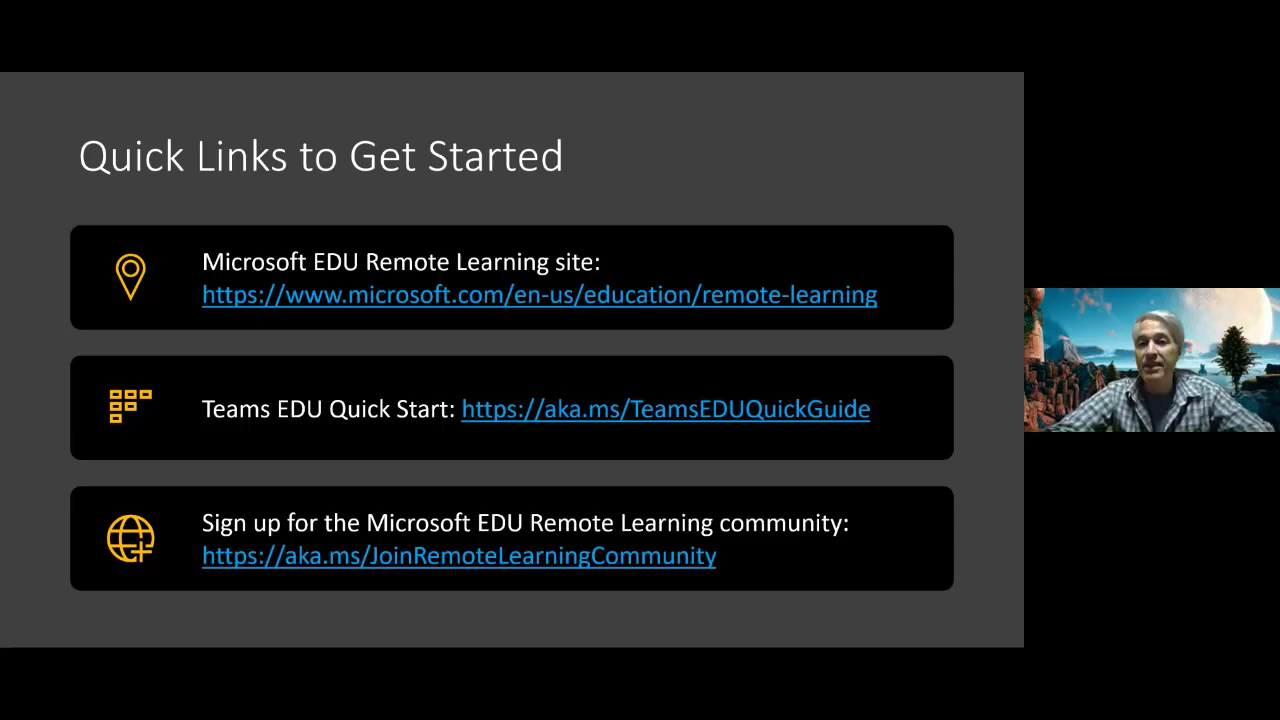 Quick Links to Get Started
Microsoft EDU Remote Learning site:
https://www.microsoft.com/en-us/education/remote-learning
Teams EDU Quick Start: https://aka.ms/TeamsEDUQuickGuide
Sign up for the Microsoft EDU Remote Learning community:
https://aka.ms/JoinRemoteLearningCommunity